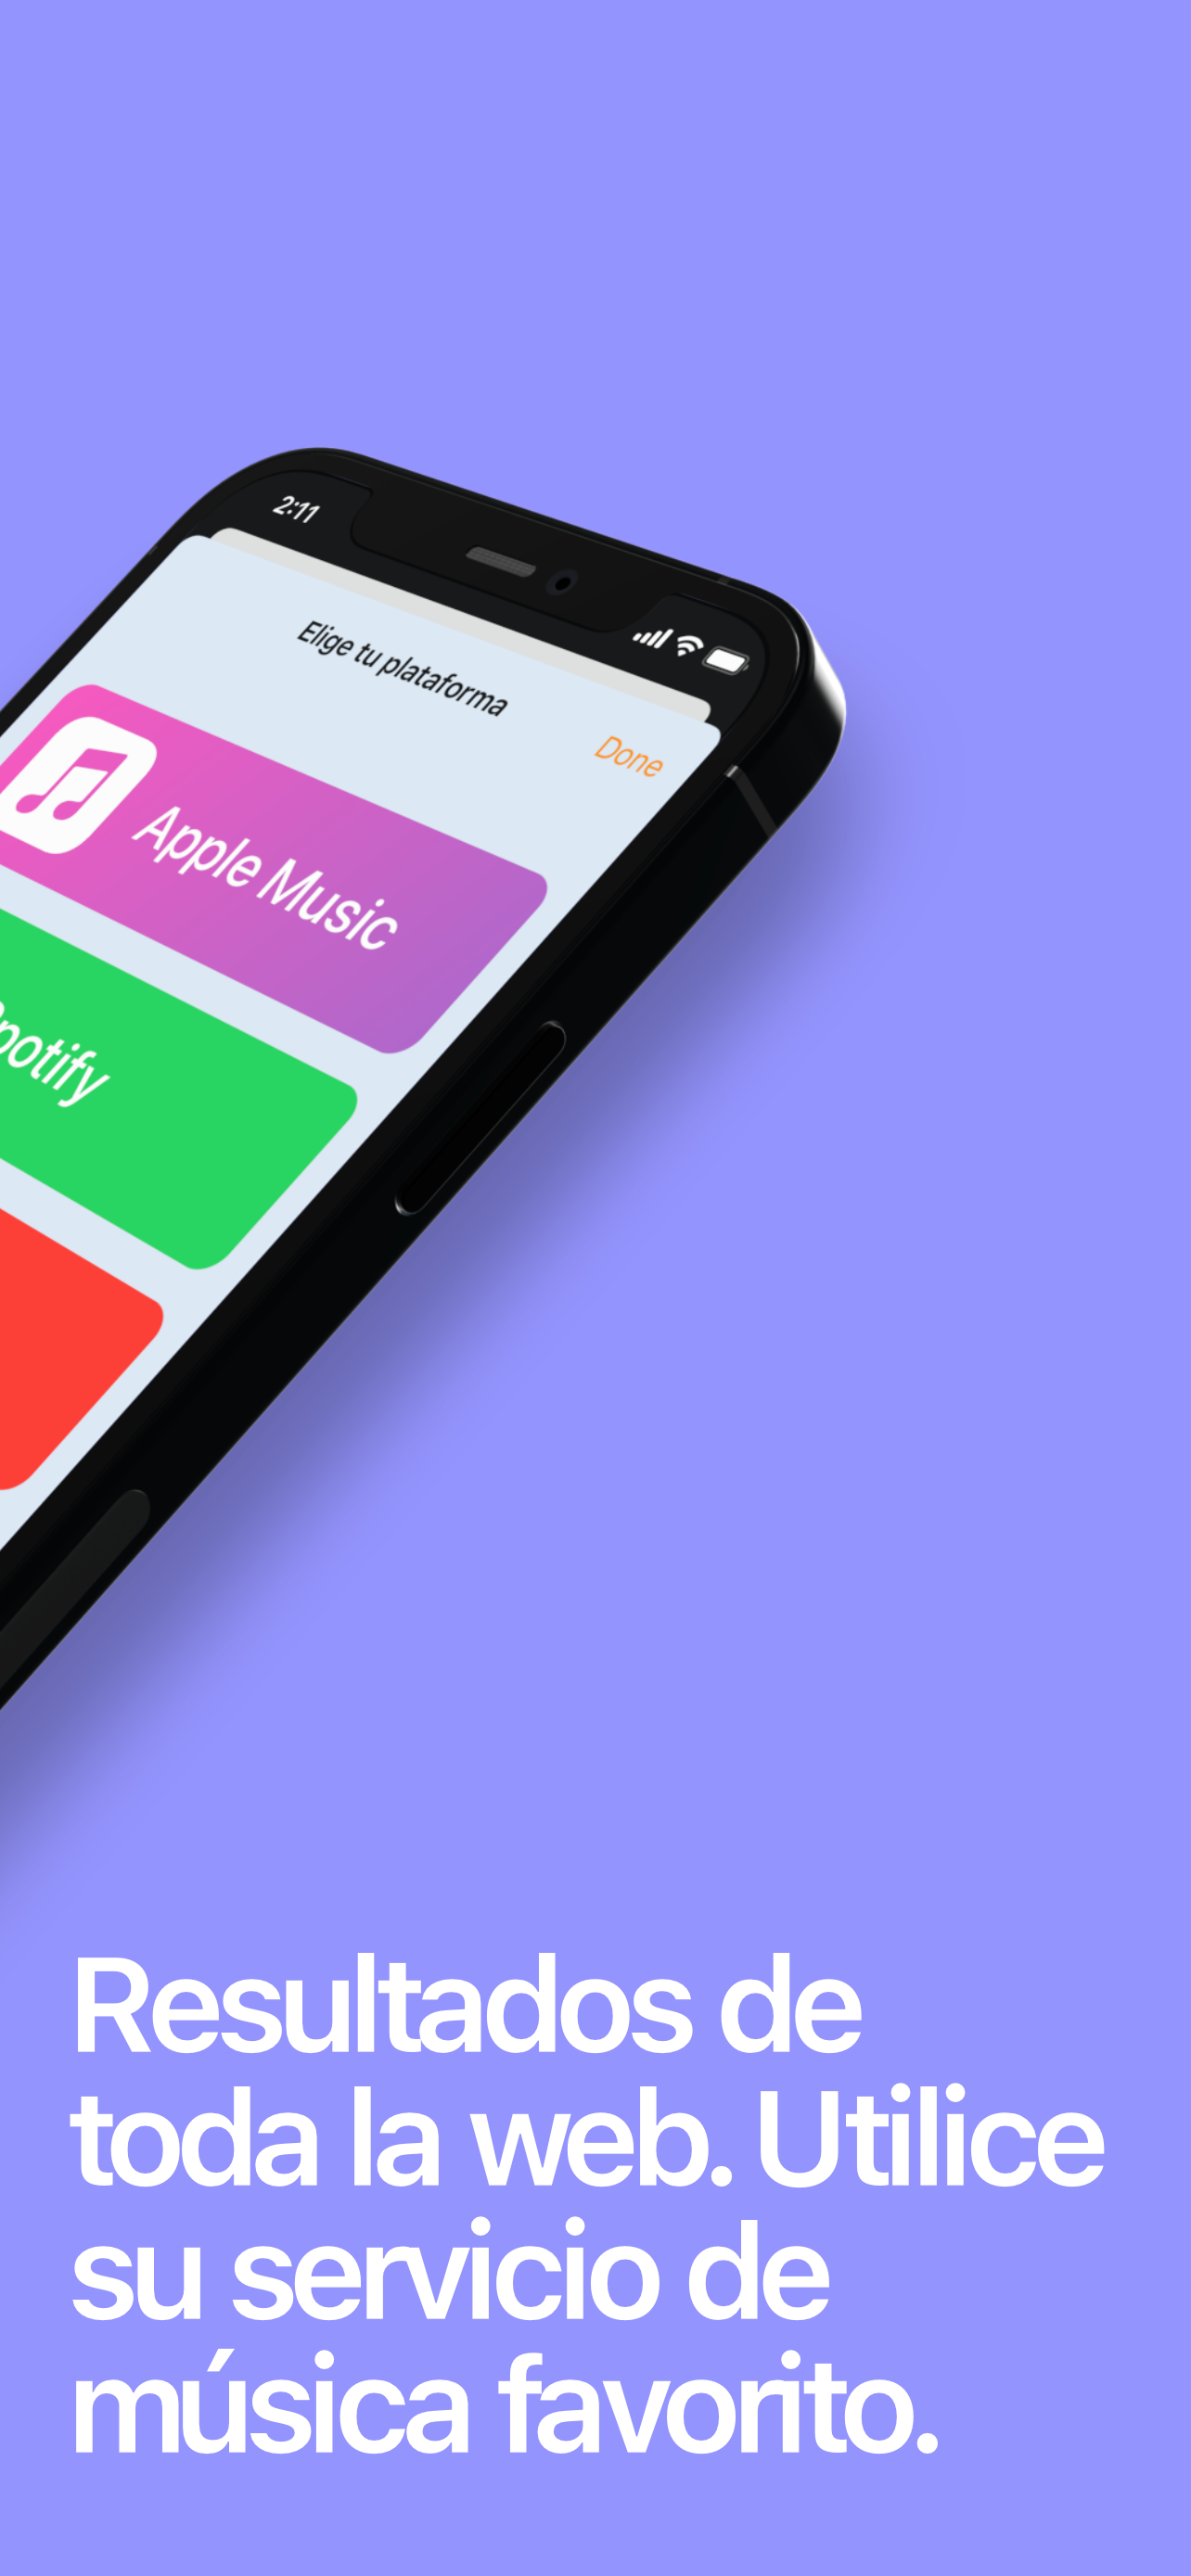 2:11
Elige tu plataforma
Done
Apple Music
potify
Resultados de
toda la web. Utilice
su servicio de
música favorito.